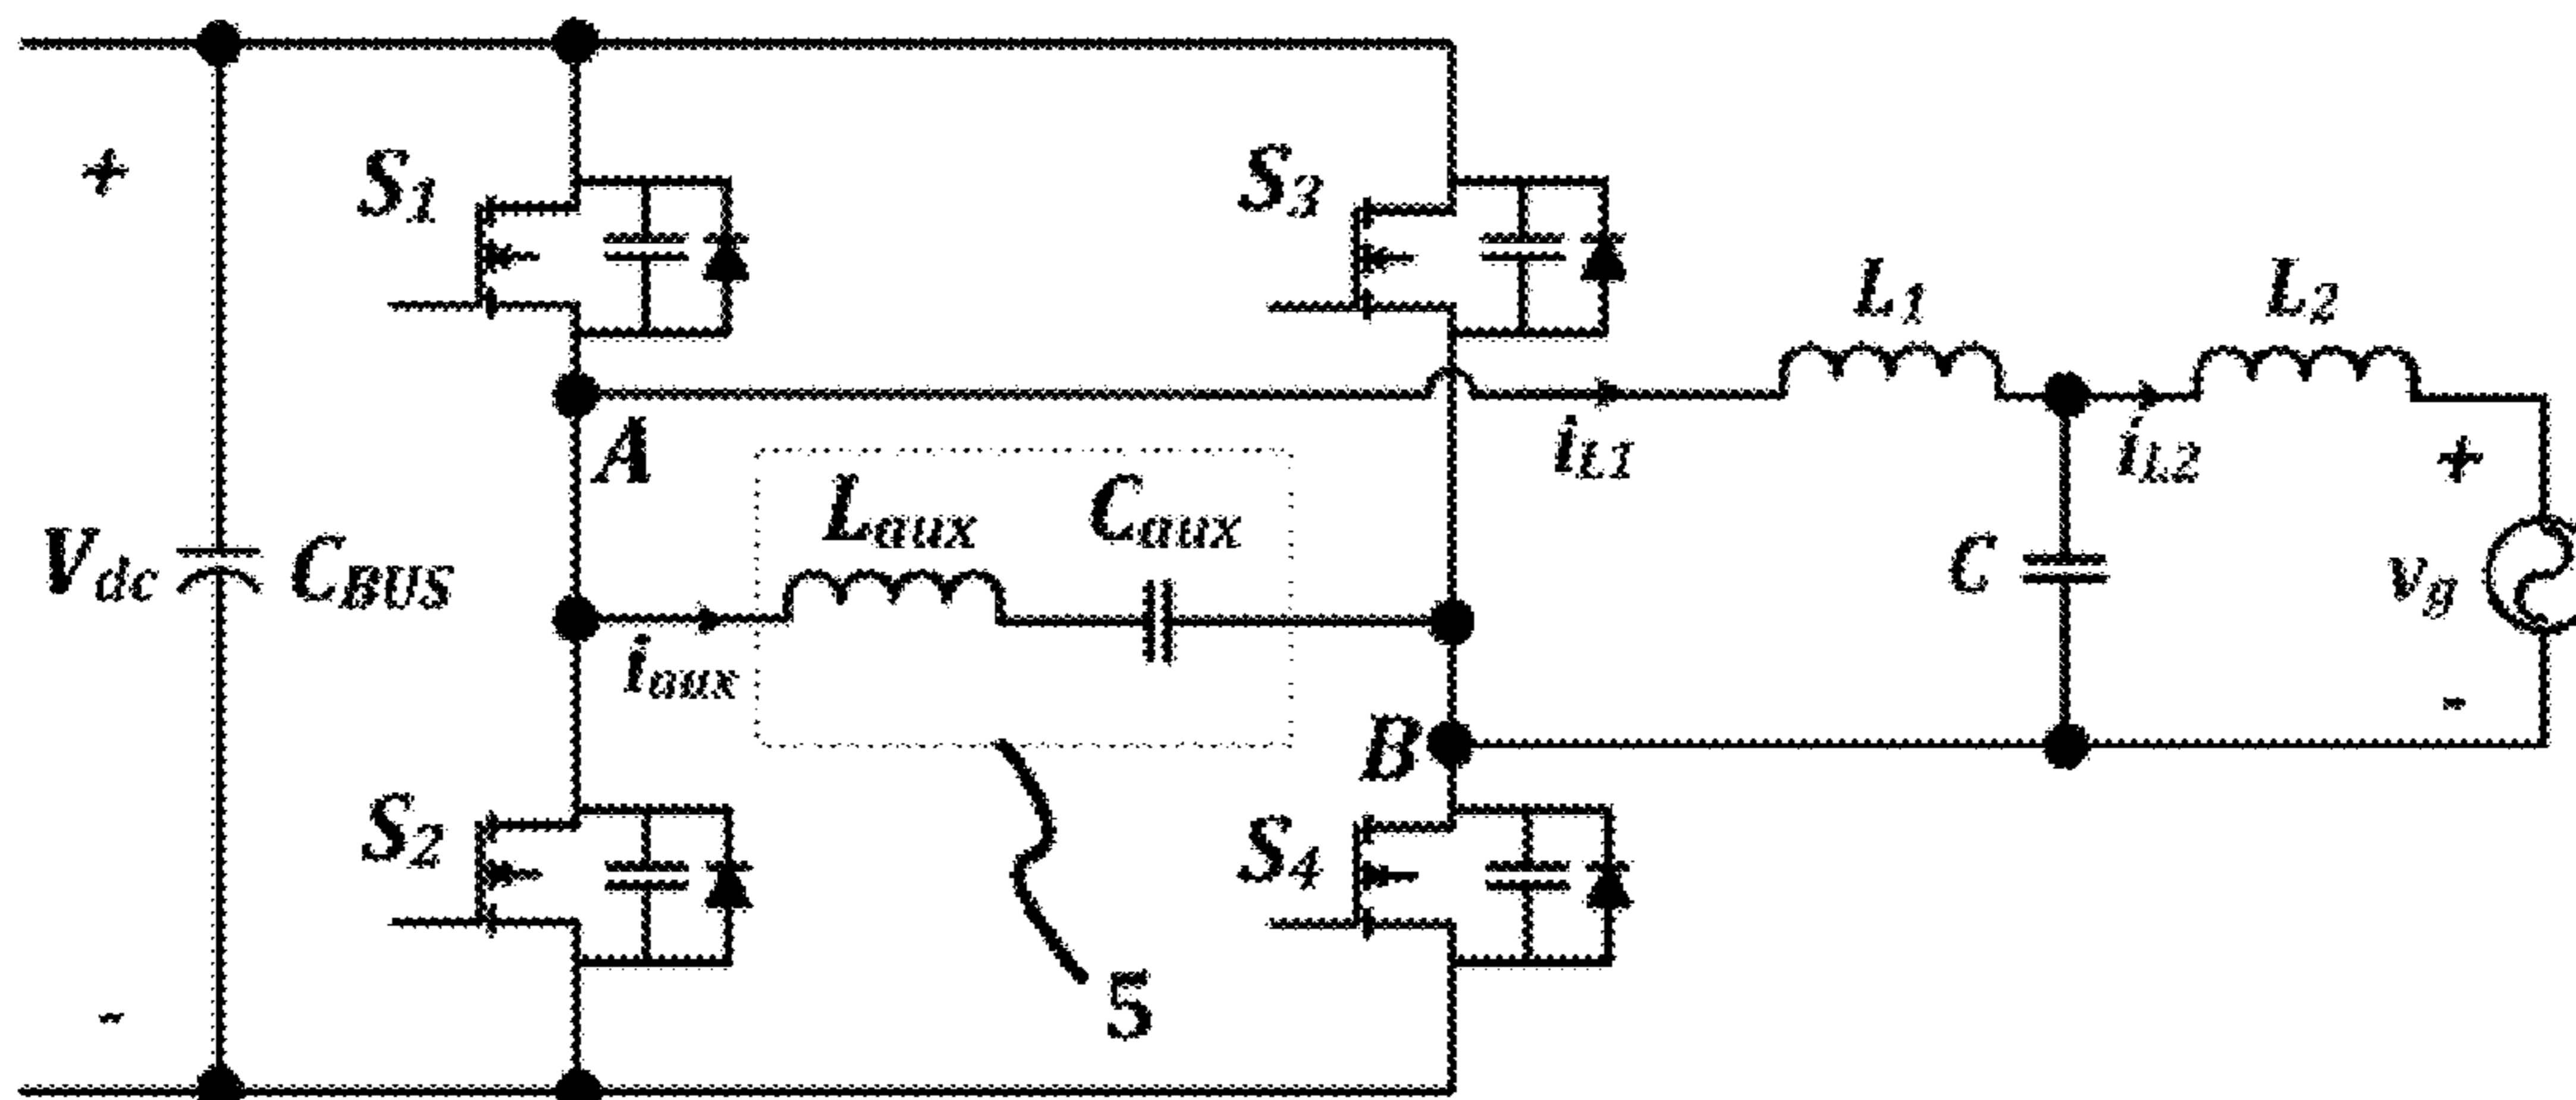 +
S1
S3
L1
L2
A
iL1
iL2
+
Laux
Caux
Vdc
CBUS
C
vg
iaux
B
-
S2
S4
5
-